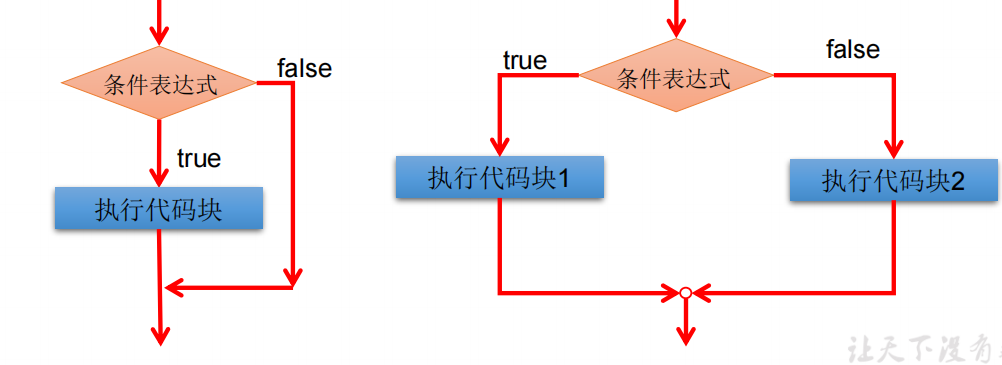 条件表达式
false
true
执行代码块
true
条件表达式
false
执行代码块1
执行代码块2
让天下没有